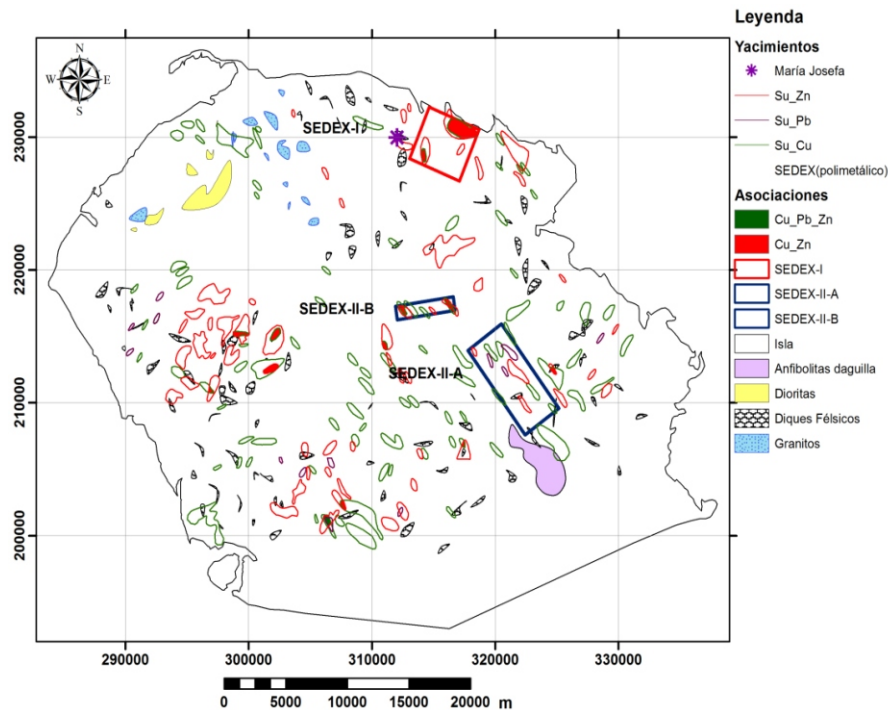 Leyenda
Yacimientos
María Josefa
Su_Zn
Su_Pb
Su_Cu
SEDEX(polimetálico)
Asociaciones
Cu_Pb_Zn
Cu_Zn
SEDEX-I
SEDEX-II-A
SEDEX-II-B
Isla
Anfibolitas daguilla
Dioritas
Diques Félsicos
Granitos
N
W E
S
SEDEX-I
SEDEX-II-B
SEDEX-II-A
230000
220000
210000
200000
290000 300000 310000 320000 330000
0 5000 10000 15000 20000 m